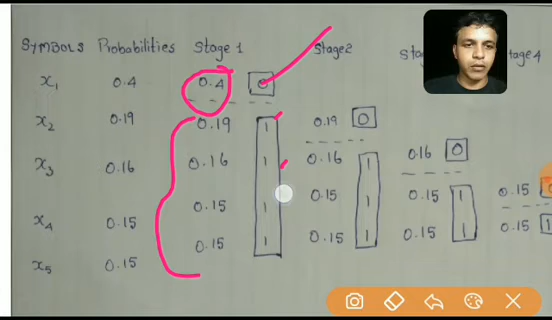 SYMBOLS Probabilities Stage 1 Stage2 tage 4
x1 0.4 0.4 0
x2 0.19 0.19 1 0.19 0
x3 0.16 0.16 1 0.16 1 0.16 0
x4 0.15 0.15 1 0.15 1 0.15 1 0.15
x5 0.15 0.15 1 0.15 1 0.15 1 0.15 1